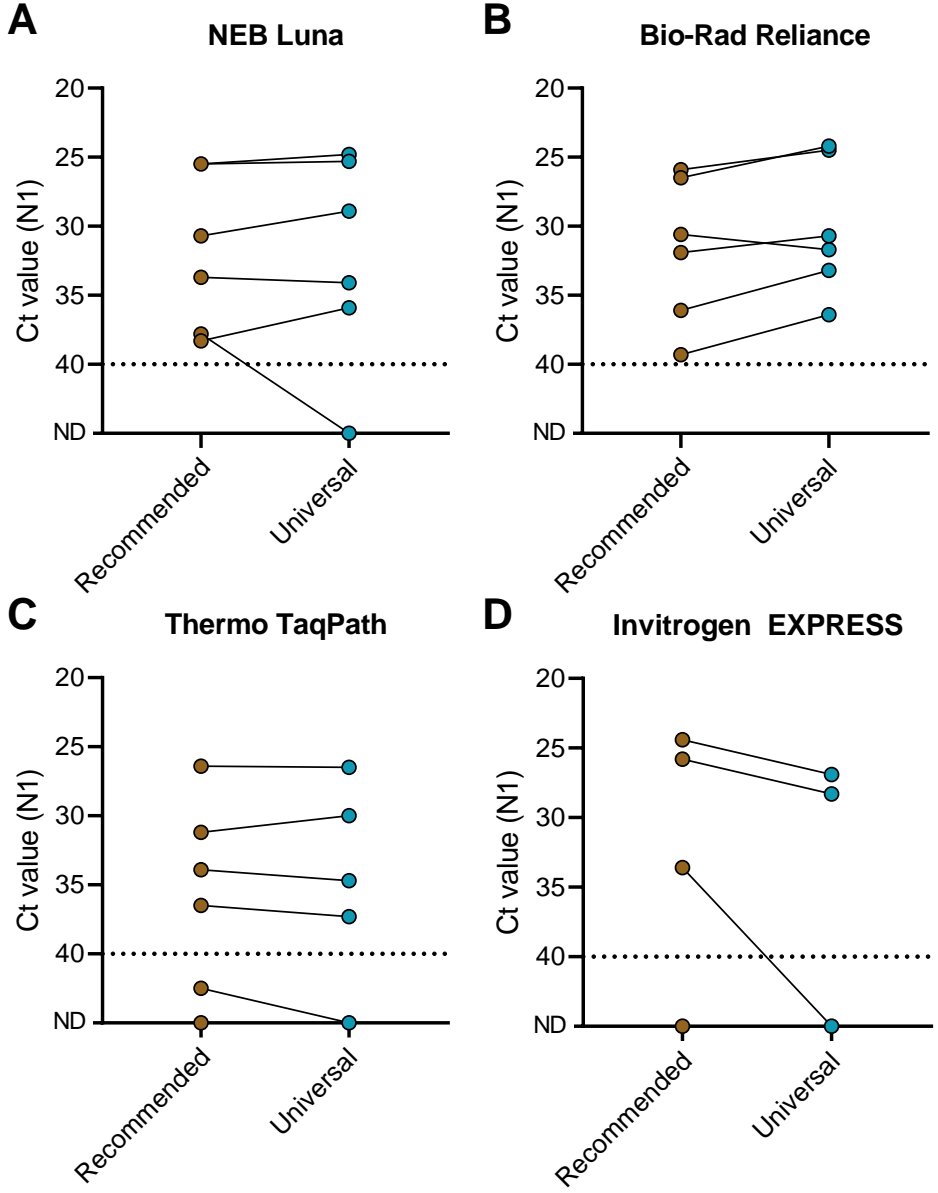 A
NEB Luna
20
25
30
35
40
ND
Ct value (N1)
Recommended
Universal
B
Bio-Rad Reliance
20
25
30
35
40
ND
Ct value (N1)
Recommended
Universal
C
Thermo TaqPath
20
25
30
35
40
ND
Ct value (N1)
Recommended
Universal
D
Invitrogen  EXPRESS
20
25
30
35
40
ND
Ct value (N1)
Recommended
Universal